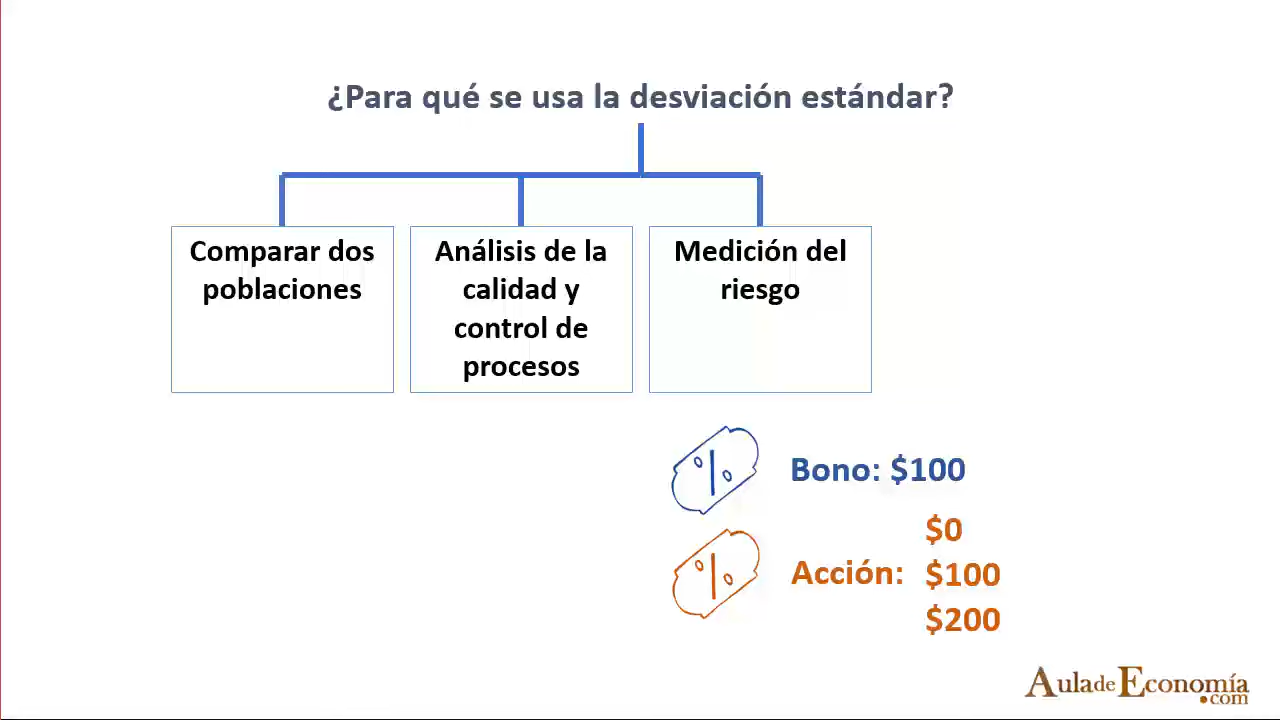 ¿Para qué se usa la desviación estándar?
Comparar dos
poblaciones
Análisis de la
calidad y
control de
procesos
Medición del
riesgo
%
Bono: $100
%
Acción:
$0
$100
$200
AuladeEconomía
.com